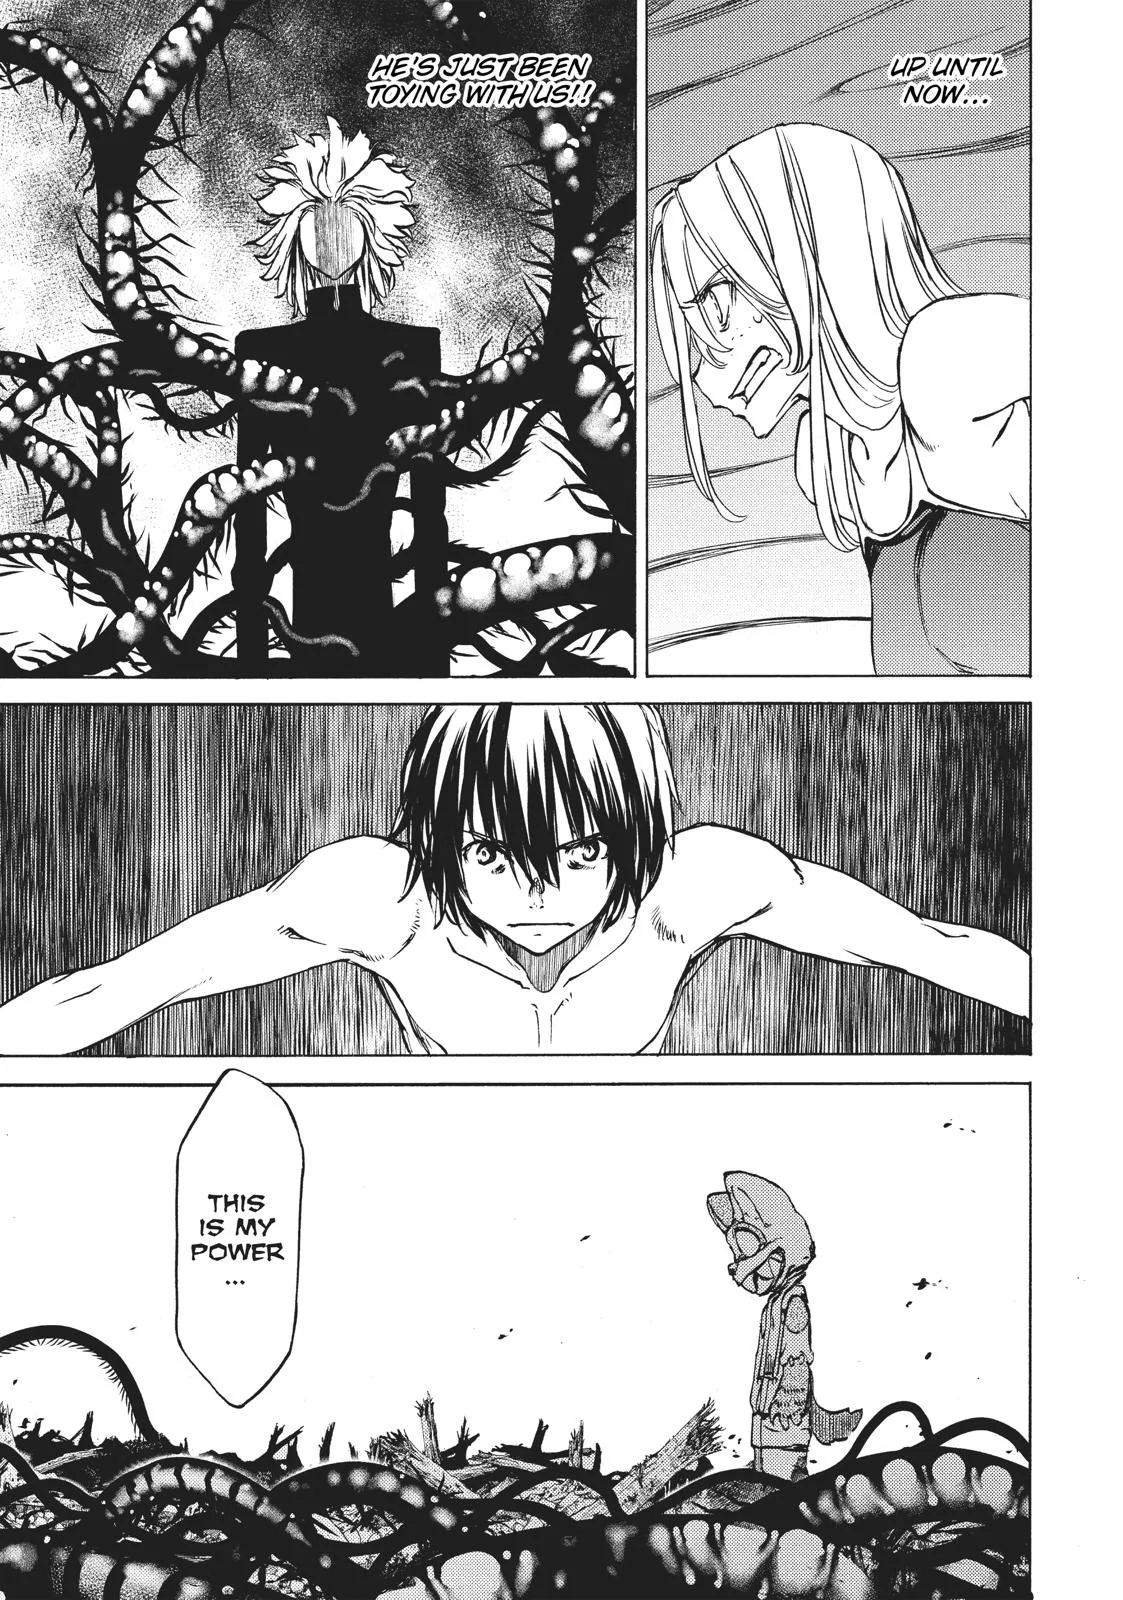 UP UNTIL
NOW...
HE'S JUST BEEN
TOYING WITH US!!
THIS
IS MY
POWER
...